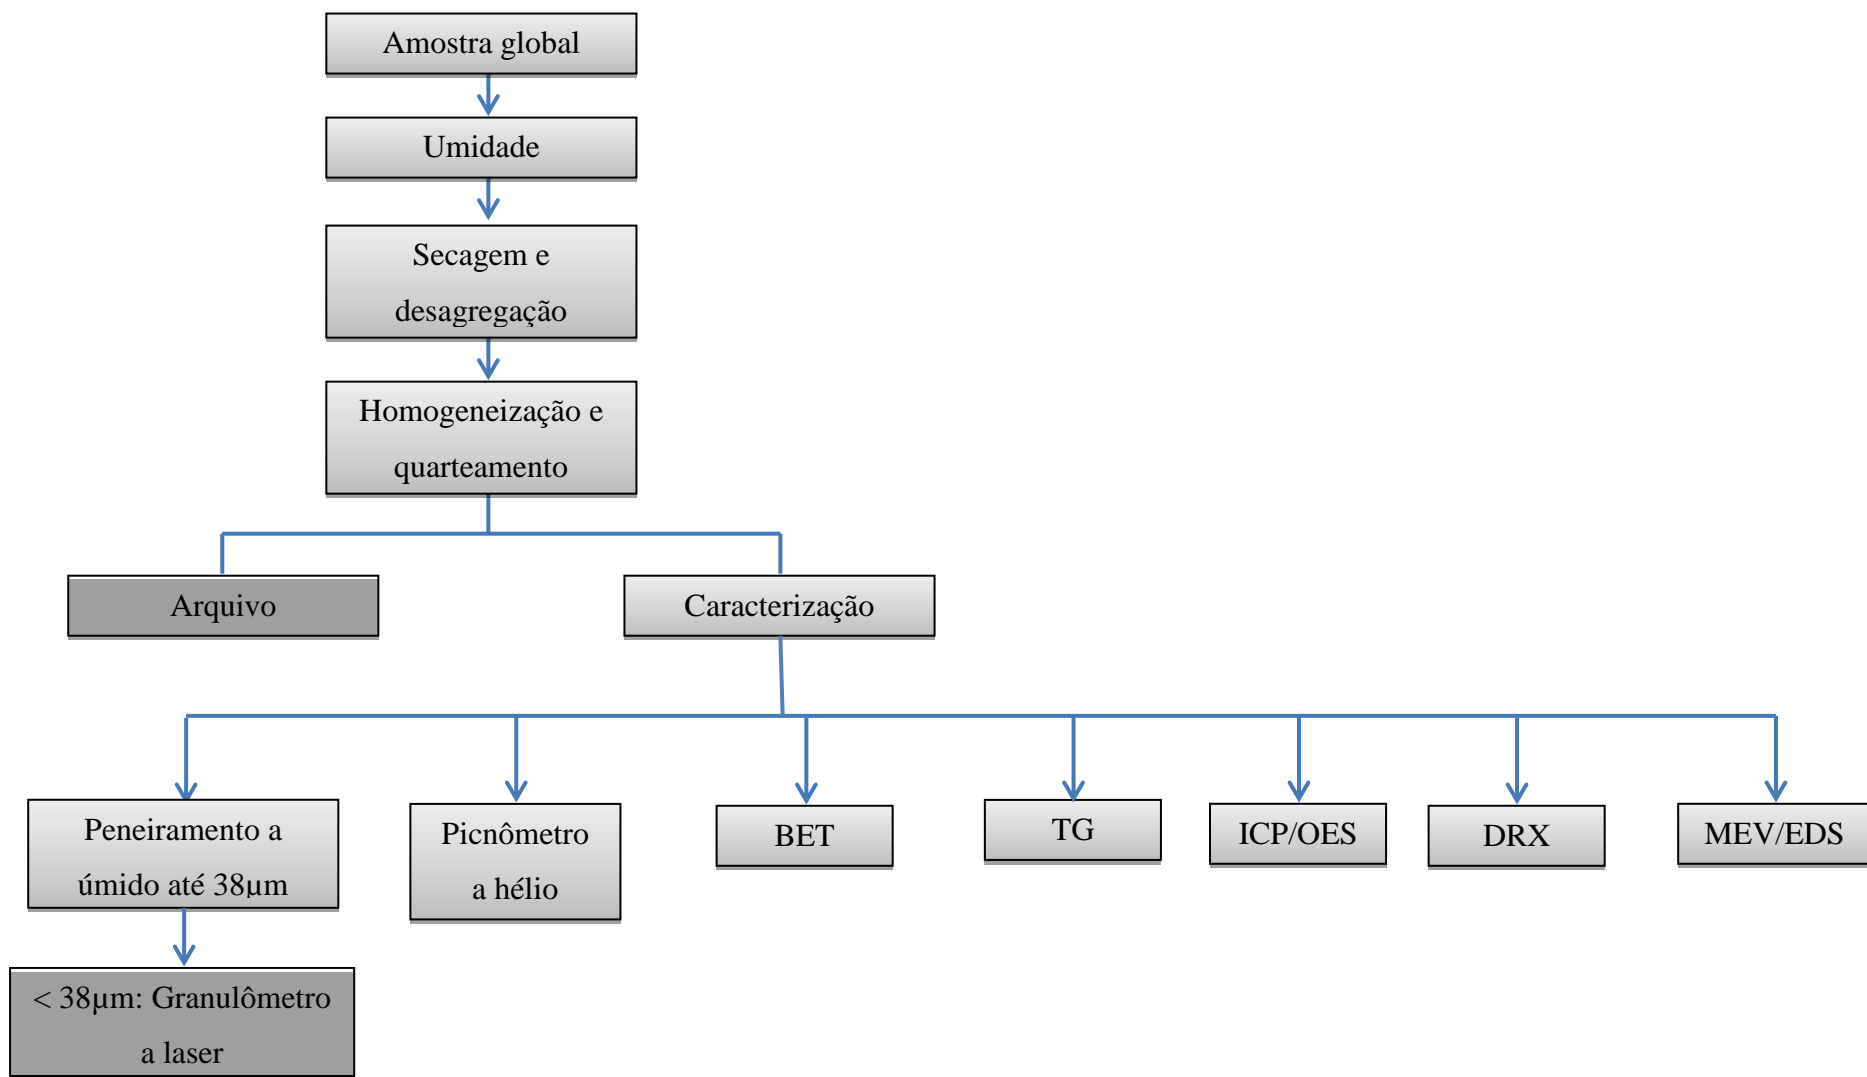 Amostra global
Umidade
Secagem e
desagregação
Homogeneização e
quarteamento
Arquivo
Caracterização
Peneiramento a
úmido até 38µm
Picnômetro
a hélio
BET
TG
ICP/OES
DRX
MEV/EDS
< 38µm: Granulômetro
a laser